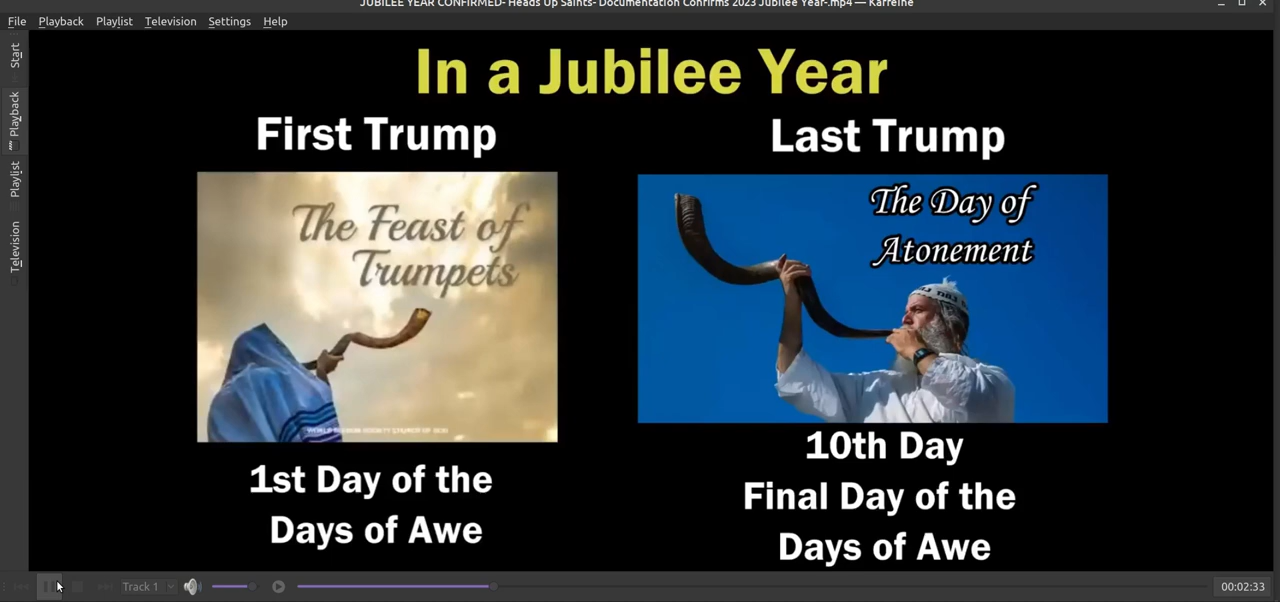 JUBILEE YEAR CONFIRMED- Heads Up Saints- Documentation Confirms 2023 Jubilee Year-.mp4 — Kaffeine
File Playback Playlist Television Settings Help
Start
Playback
Playlist
Television
In a Jubilee Year
First Trump
Last Trump
The Feast of
Trumpets
The Day of
Atonement
1st Day of the
Days of Awe
10th Day
Final Day of the
Days of Awe
Track 1
00:02:33